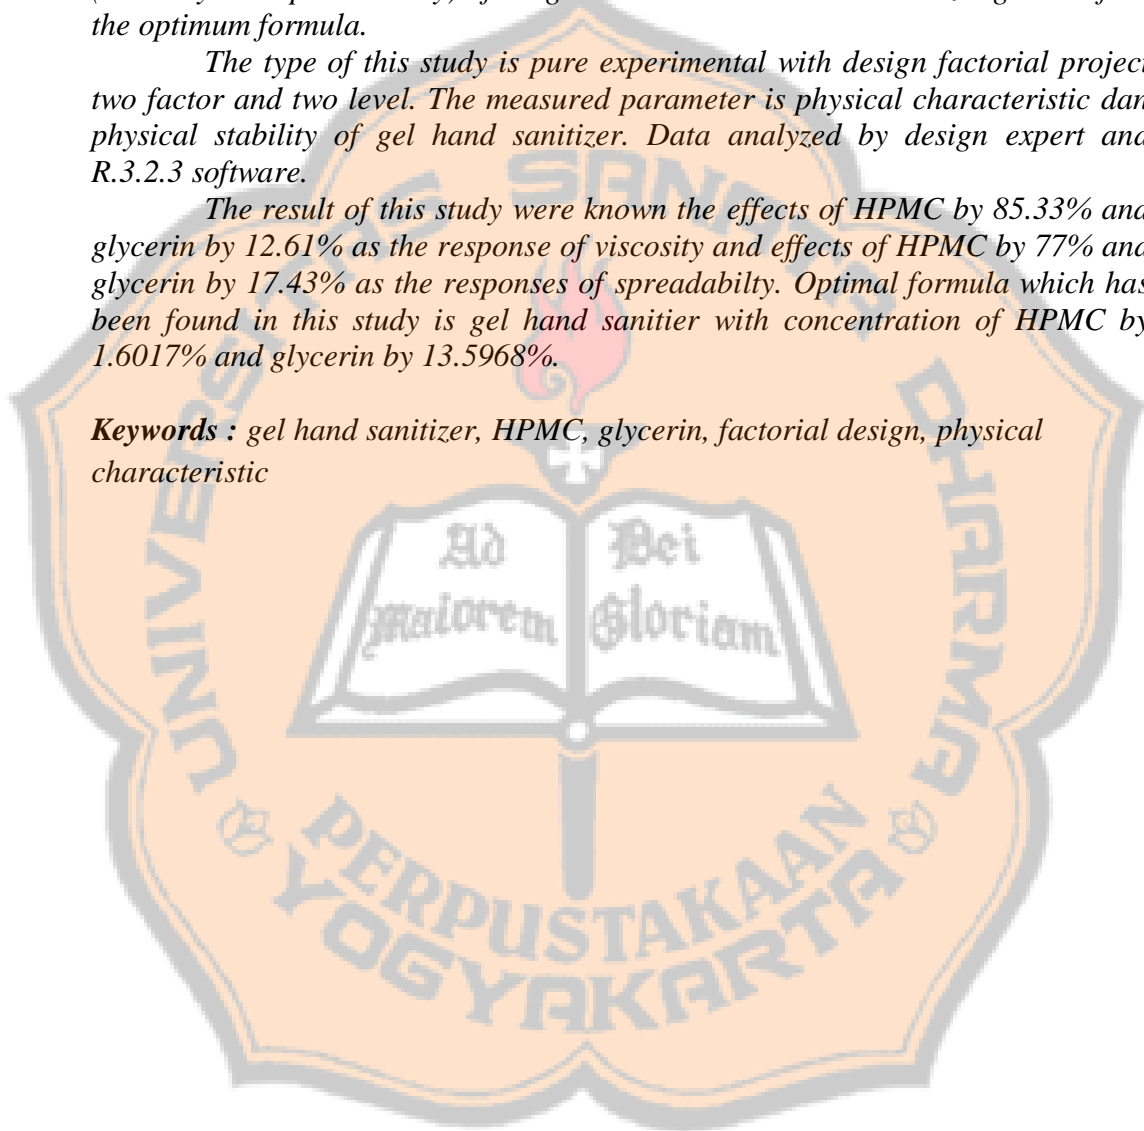 the optimum formula.
The type of this study is pure experimental with design factorial project
two factor and two level. The measured parameter is physical characteristic dan
physical stability of gel hand sanitizer. Data analyzed by design expert and
R.3.2.3 software.
The result of this study were known the effects of HPMC by 85.33% and
glycerin by 12.61% as the response of viscosity and effects of HPMC by 77% and
glycerin by 17.43% as the responses of spreadabilty. Optimal formula which has
been found in this study is gel hand sanitier with concentration of HPMC by
1.6017% and glycerin by 13.5968%.
Keywords : gel hand sanitizer, HPMC, glycerin, factorial design, physical
characteristic
UNIVERSITAS SANATA DHARMA
Ad
Dei
Maiorem
Gloriam
PERPUSTAKAAN
YOGYAKARTA